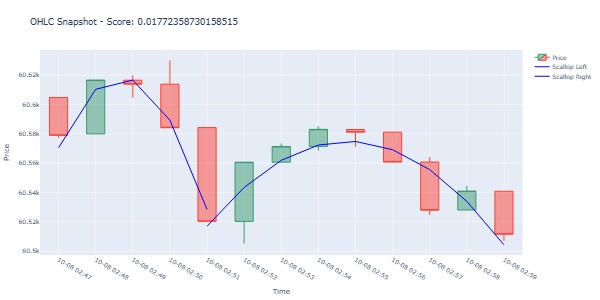 OHLC Snapshot - Score: 0.01772358730158515
Price
Scallop Left
Scallop Right
60.62k
60.6k
60.58k
60.56k
60.54k
60.52k
60.5k
Price
10-08 02:47
10-08 02:48
10-08 02:49
10-08 02:50
10-08 02:51
10-08 02:52
10-08 02:53
10-08 02:54
10-08 02:55
10-08 02:56
10-08 02:57
10-08 02:58
10-08 02:59
Time